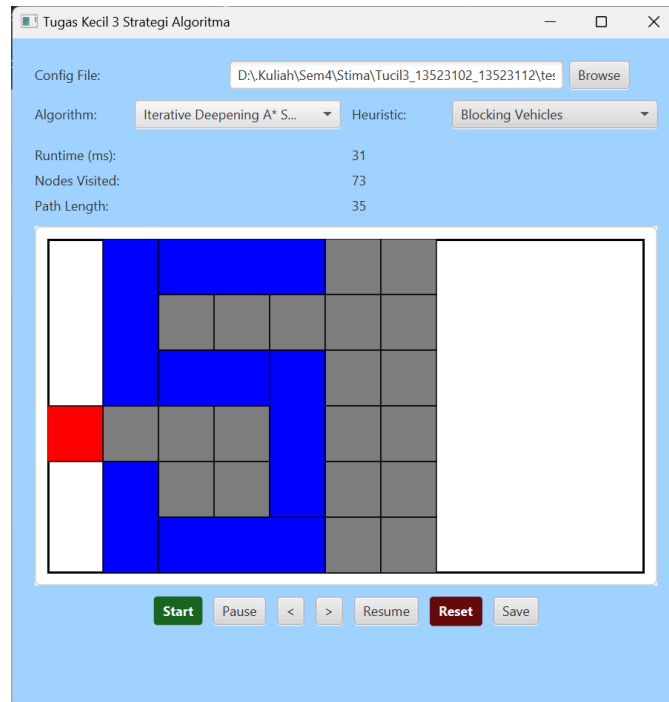 Tugas Kecil 3 Strategi Algoritma
Config File: D:\.Kuliah\Sem4\Stima\Tucil3_13523102_13523112\tes Browse
Algorithm: Iterative Deepening A* S... Heuristic: Blocking Vehicles
Runtime (ms): 31
Nodes Visited: 73
Path Length: 35
Start Pause < > Resume Reset Save